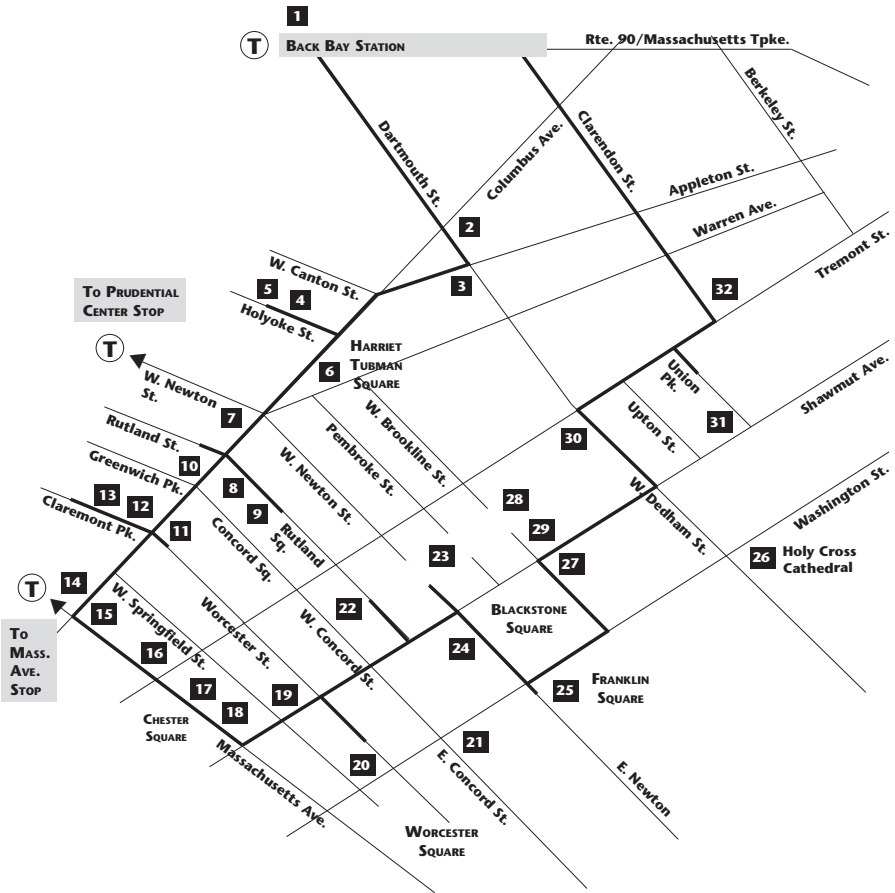 1
T
BACK BAY STATION
Rte. 90/Massachusetts Tpke.
Berkeley St.
Dartmouth St.
Columbus Ave.
Clarendon St.
Appleton St.
Warren Ave.
Tremont St.
2
3
W. Canton St.
5
4
Holyoke St.
32
TO PRUDENTIAL
CENTER STOP
T
HARRIET
TUBMAN
SQUARE
6
Union
Pk.
Shawmut Ave.
W. Newton
St.
7
W. Brookline St.
Upton St.
31
Rutland St.
Pembroke St.
30
10
Greenwich Pk.
W. Newton St.
8
W. Dedham St.
Washington St.
13
12
9
28
Claremont Pk.
11
Concord Sq.
Rutland
Sq.
29
23
27
26
Holy Cross
Cathedral
14
T
15
W. Springfield St.
Worcester St.
22
W. Concord St.
BLACKSTONE
SQUARE
TO
MASS.
AVE.
STOP
16
24
17
19
25
FRANKLIN
SQUARE
18
CHESTER
SQUARE
21
20
Massachusetts Ave.
E. Concord St.
E. Newton
WORCESTER
SQUARE